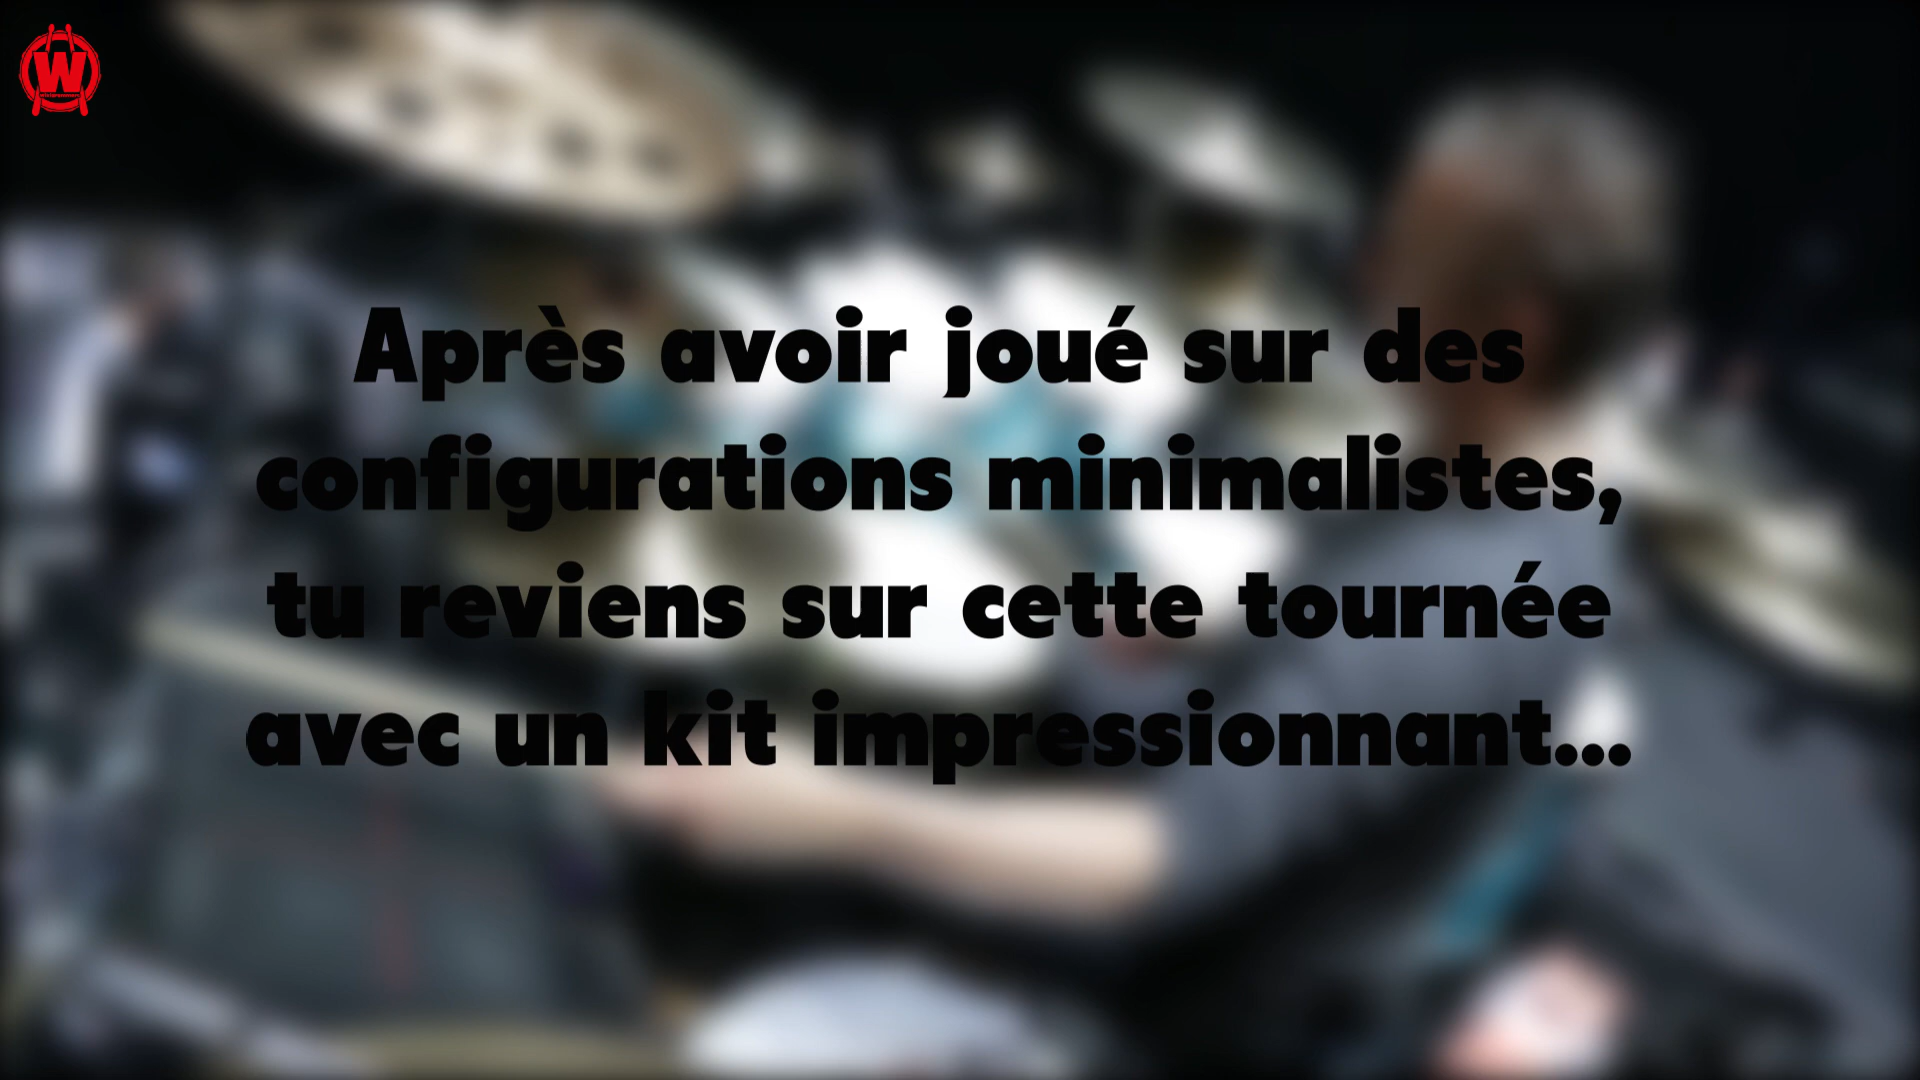 W
Après avoir joué sur des
configurations minimalistes,
tu reviens sur cette tournée
avec un kit impressionnant...